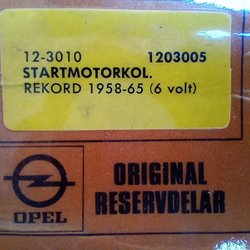 12-3010 1203005
STARTMOTORKOL.
REKORD 1958-65 (6 volt)
ORIGINAL
RESERVDELAR
OPEL